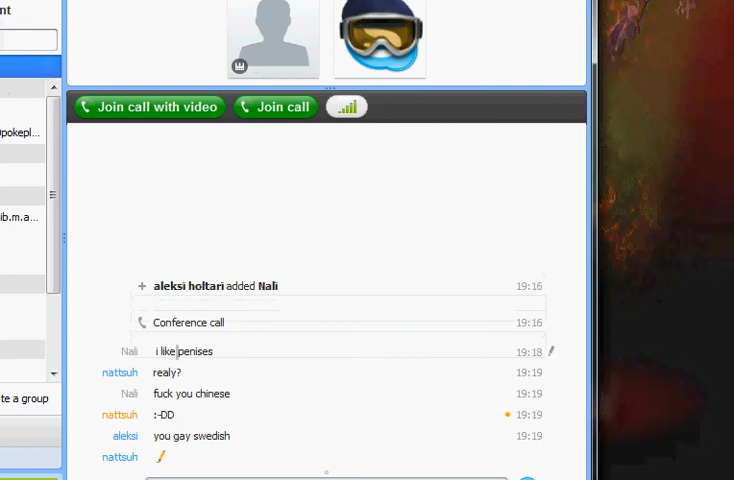 nt
Join call with video
Join call
pokepl...
ib.m.a...
aleksi holtari added Nali 19:16
Conference call 19:16
Nali i like penises 19:18
nattsuh realy? 19:19
te a group
Nali fuck you chinese 19:19
nattsuh :-DD 19:19
aleksi you gay swedish 19:19
nattsuh